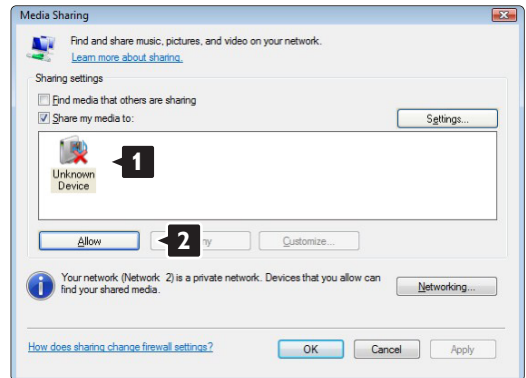 Media Sharing
Find and share music, pictures, and video on your network.
Learn more about sharing.
Sharing settings
Find media that others are sharing
Share my media to:
Settings...
Unknown
Device
1
Allow
2
ny
Customize...
Your network (Network 2) is a private network. Devices that you allow can
find your shared media.
Networking...
How does sharing change firewall settings?
OK
Cancel
Apply